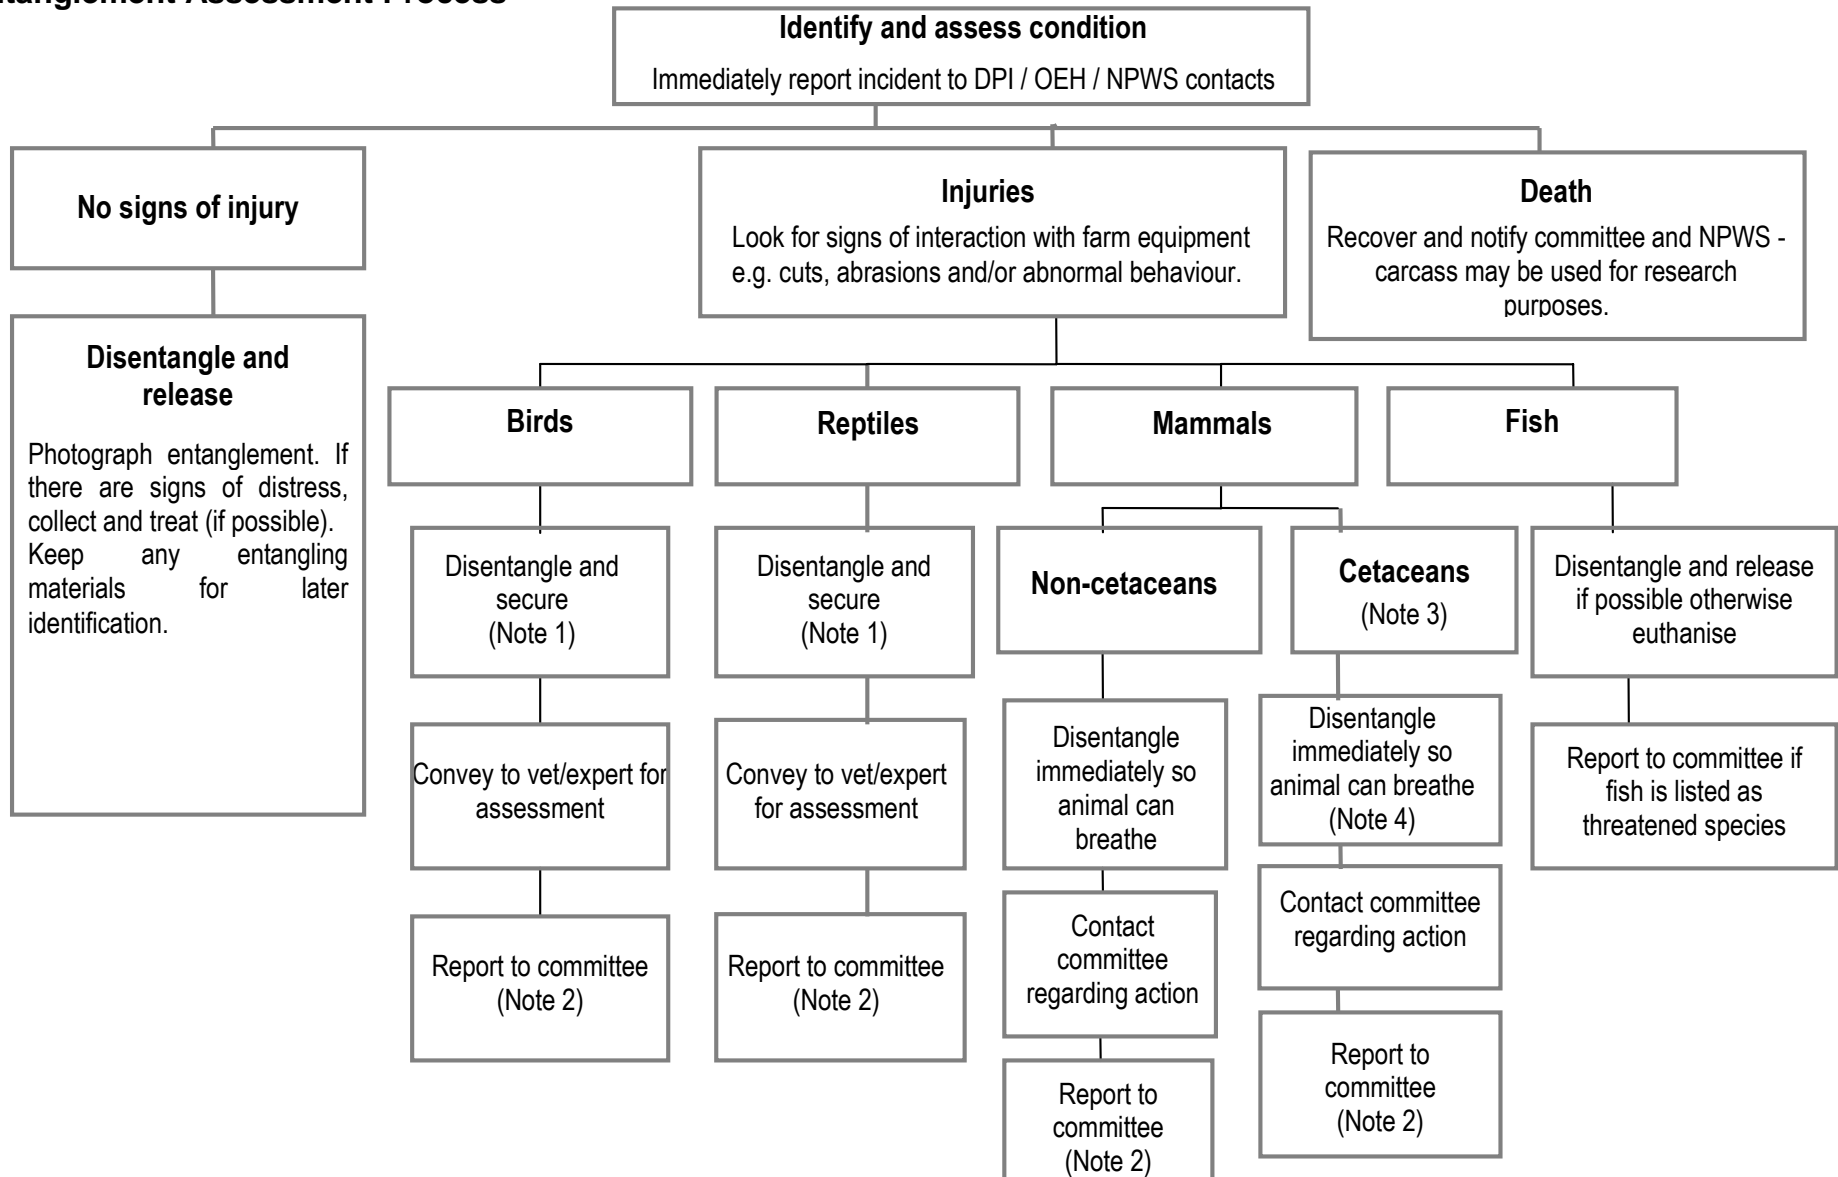 Entanglement Assessment Process
Identify and assess condition
Immediately report incident to DPI / OEH / NPWS contacts
No signs of injury
Injuries
Look for signs of interaction with farm equipment
e.g. cuts, abrasions and/or abnormal behaviour.
Death
Recover and notify committee and NPWS -
carcass may be used for research
purposes.
Disentangle and
release
Photograph entanglement. If
there are signs of distress,
collect and treat (if possible).
Keep any entangling
materials for later
identification.
Birds
Reptiles
Mammals
Fish
Disentangle and
secure
(Note 1)
Disentangle and
secure
(Note 1)
Non-cetaceans
Cetaceans
(Note 3)
Disentangle and release
if possible otherwise
euthanise
Convey to vet/expert for
assessment
Convey to vet/expert
for assessment
Disentangle
immediately so
animal can
breathe
Disentangle
immediately so
animal can breathe
(Note 4)
Report to committee if
fish is listed as
threatened species
Report to committee
(Note 2)
Report to committee
(Note 2)
Contact
committee
regarding action
Contact committee
regarding action
Report to
committee
(Note 2)
Report to
committee
(Note 2)